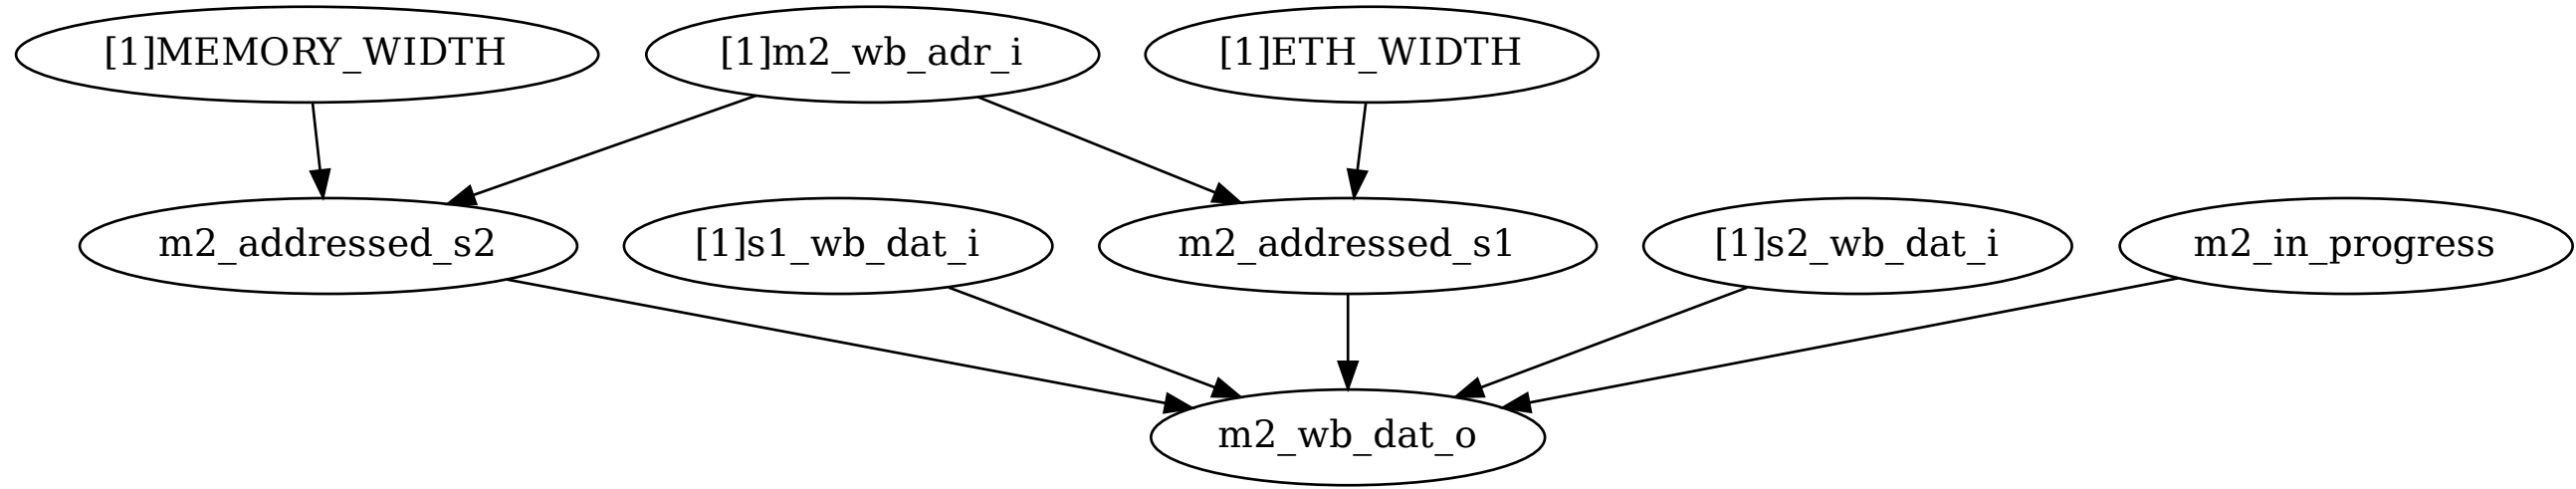 [1]MEMORY_WIDTH
[1]m2_wb_adr_i
[1]ETH_WIDTH
m2_addressed_s2
[1]s1_wb_dat_i
m2_addressed_s1
[1]s2_wb_dat_i
m2_in_progress
m2_wb_dat_o